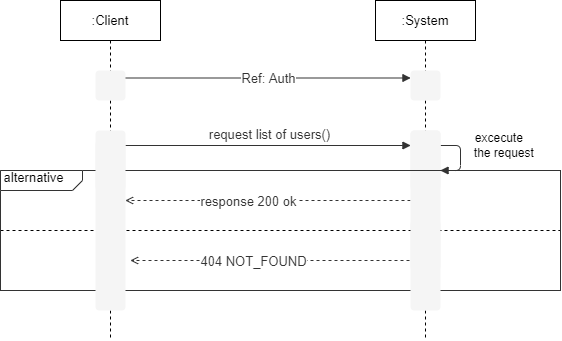 :Client
:System
Ref: Auth
request list of users()
excecute
the request
alternative
response 200 ok
404 NOT_FOUND